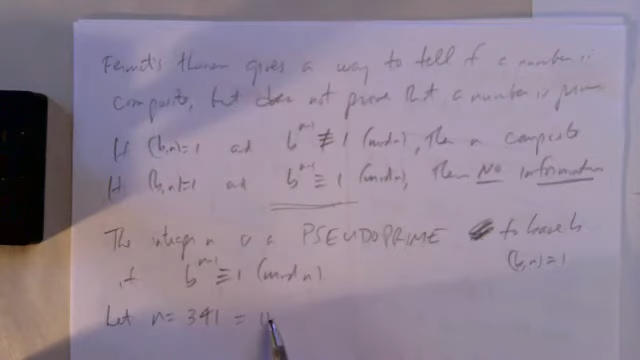 Fermat's theorem gives a way to tell if a number is
composite, but does not prove that a number is prime
If (b,n)=1 and b^{n-1} ≢ 1 (mod n), then n composite
If (b,n)=1 and b^{n-1} ≡ 1 (mod n), then NO information
The integer n is a PSEUDOPRIME to base b
if b^{n-1} ≡ 1 (mod n) (b,n)=1
Let n = 341 = 11